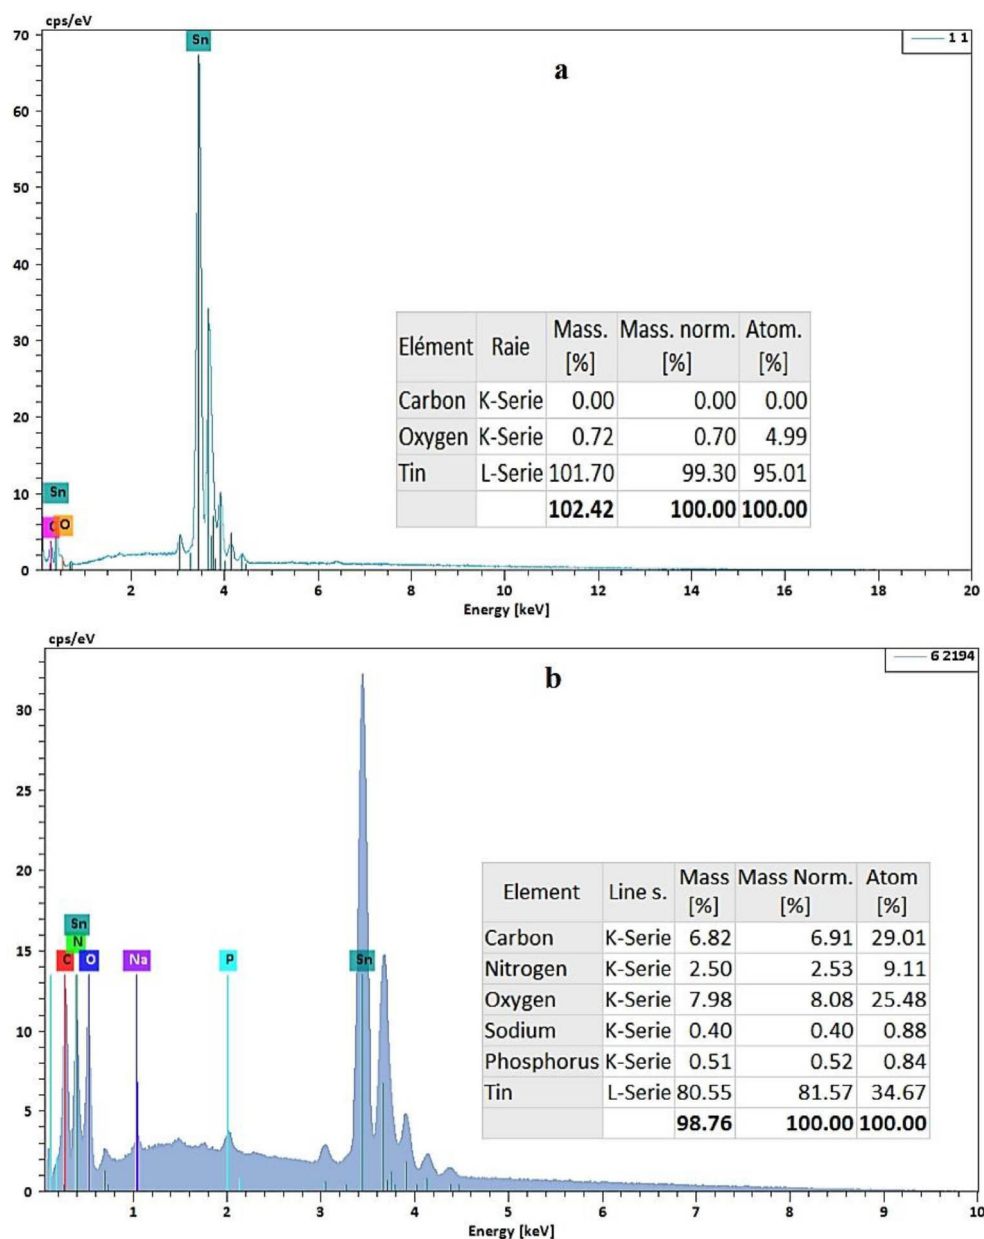 cps/eV
70
60
50
40
30
20
10
0
Sn
a
1 1
Sn
C O
Elément Raie Mass. [%] Mass. norm. [%] Atom. [%]
Carbon K-Serie 0.00 0.00 0.00
Oxygen K-Serie 0.72 0.70 4.99
Tin L-Serie 101.70 99.30 95.01
102.42 100.00 100.00
2 4 6 8 10 12 14 16 18 20
Energy [keV]
cps/eV
30
25
20
15
10
5
0
b
6 2194
Sn
N
C O Na P Sn
Element Line s. Mass [%] Mass Norm. [%] Atom [%]
Carbon K-Serie 6.82 6.91 29.01
Nitrogen K-Serie 2.50 2.53 9.11
Oxygen K-Serie 7.98 8.08 25.48
Sodium K-Serie 0.40 0.40 0.88
Phosphorus K-Serie 0.51 0.52 0.84
Tin L-Serie 80.55 81.57 34.67
98.76 100.00 100.00
1 2 3 4 5 6 7 8 9 10
Energy [keV]